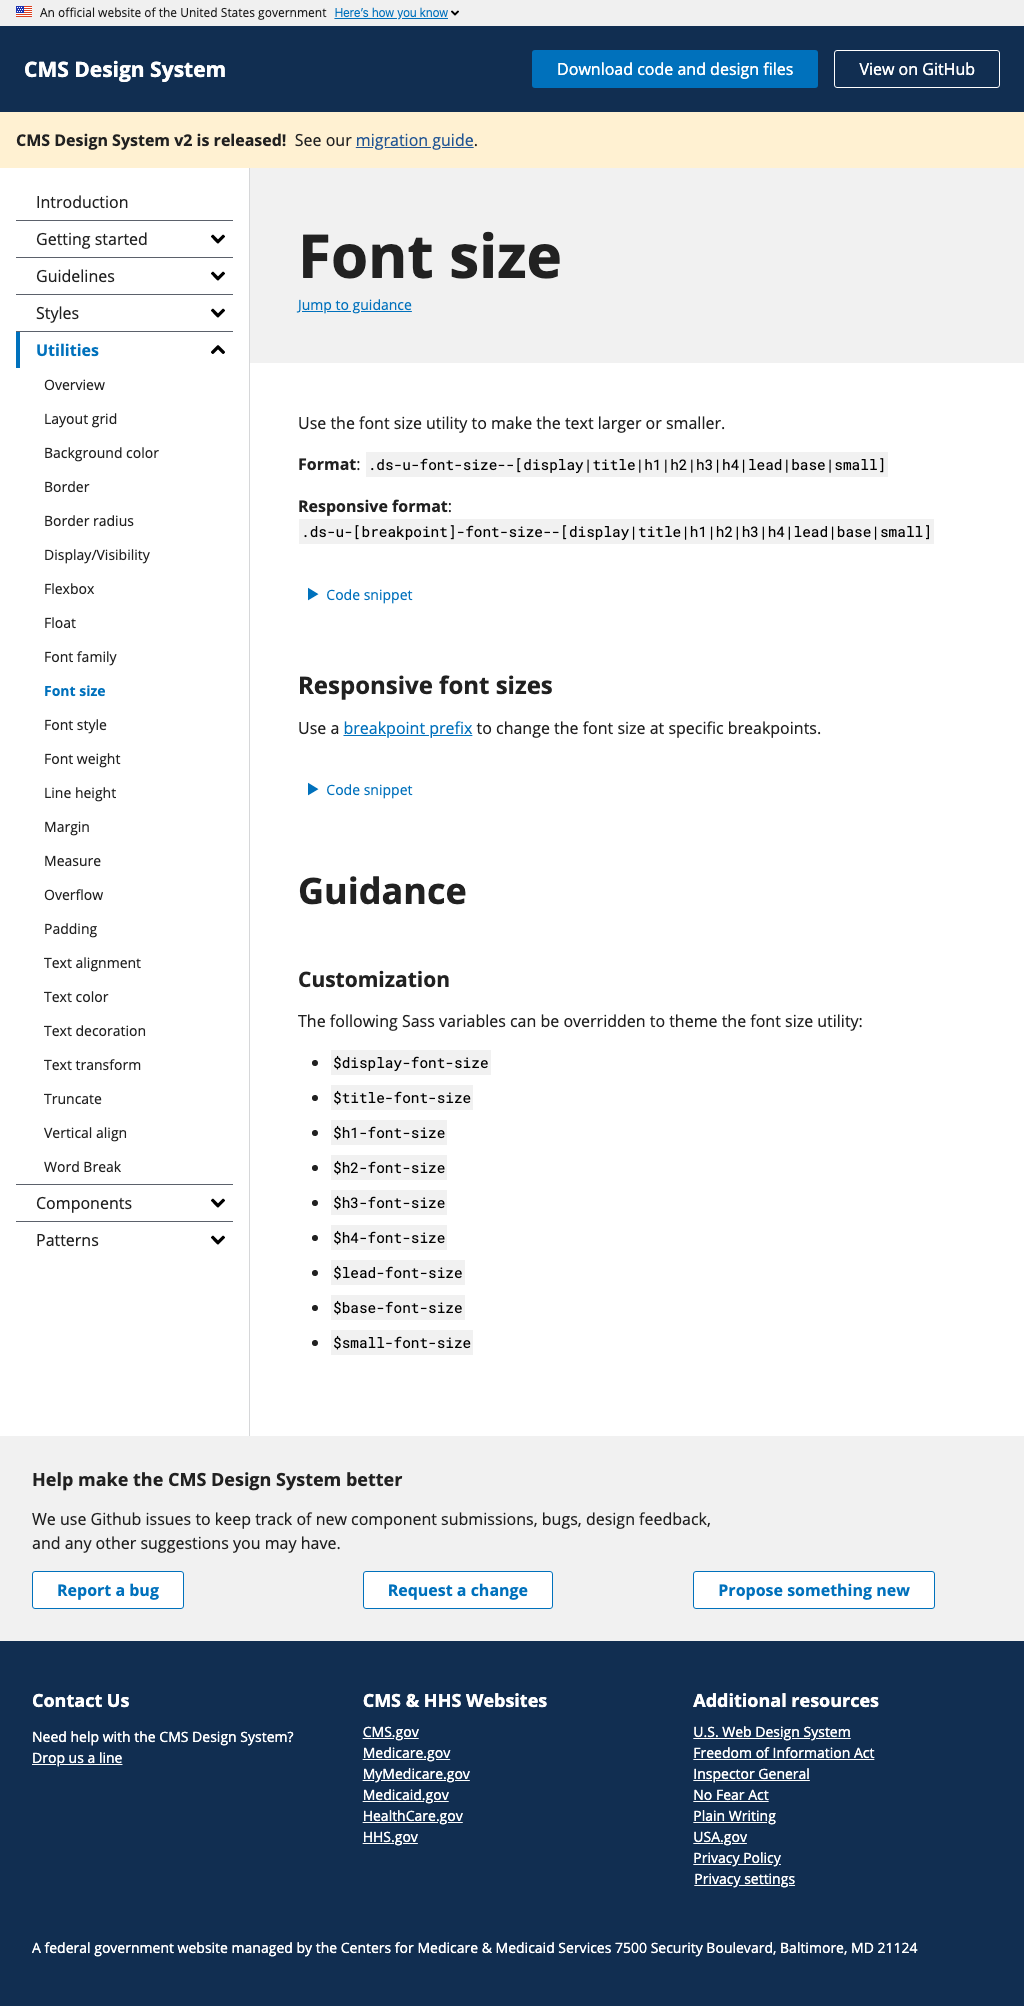 An official website of the United States government Here's how you know
CMS Design System
Download code and design files
View on GitHub
CMS Design System v2 is released! See our migration guide.
Introduction
Getting started
Guidelines
Styles
Utilities
Overview
Layout grid
Background color
Border
Border radius
Display/Visibility
Flexbox
Float
Font family
Font size
Font style
Font weight
Line height
Margin
Measure
Overflow
Padding
Text alignment
Text color
Text decoration
Text transform
Truncate
Vertical align
Word Break
Components
Patterns
Font size
Jump to guidance
Use the font size utility to make the text larger or smaller.
Format: .ds-u-font-size--[display|title|h1|h2|h3|h4|lead|base|small]
Responsive format:
.ds-u-[breakpoint]-font-size--[display|title|h1|h2|h3|h4|lead|base|small]
Code snippet
Responsive font sizes
Use a breakpoint prefix to change the font size at specific breakpoints.
Code snippet
Guidance
Customization
The following Sass variables can be overridden to theme the font size utility:
$display-font-size
$title-font-size
$h1-font-size
$h2-font-size
$h3-font-size
$h4-font-size
$lead-font-size
$base-font-size
$small-font-size
Help make the CMS Design System better
We use Github issues to keep track of new component submissions, bugs, design feedback,
and any other suggestions you may have.
Report a bug
Request a change
Propose something new
Contact Us
Need help with the CMS Design System?
Drop us a line
CMS & HHS Websites
CMS.gov
Medicare.gov
MyMedicare.gov
Medicaid.gov
HealthCare.gov
HHS.gov
Additional resources
U.S. Web Design System
Freedom of Information Act
Inspector General
No Fear Act
Plain Writing
USA.gov
Privacy Policy
Privacy settings
A federal government website managed by the Centers for Medicare & Medicaid Services 7500 Security Boulevard, Baltimore, MD 21124